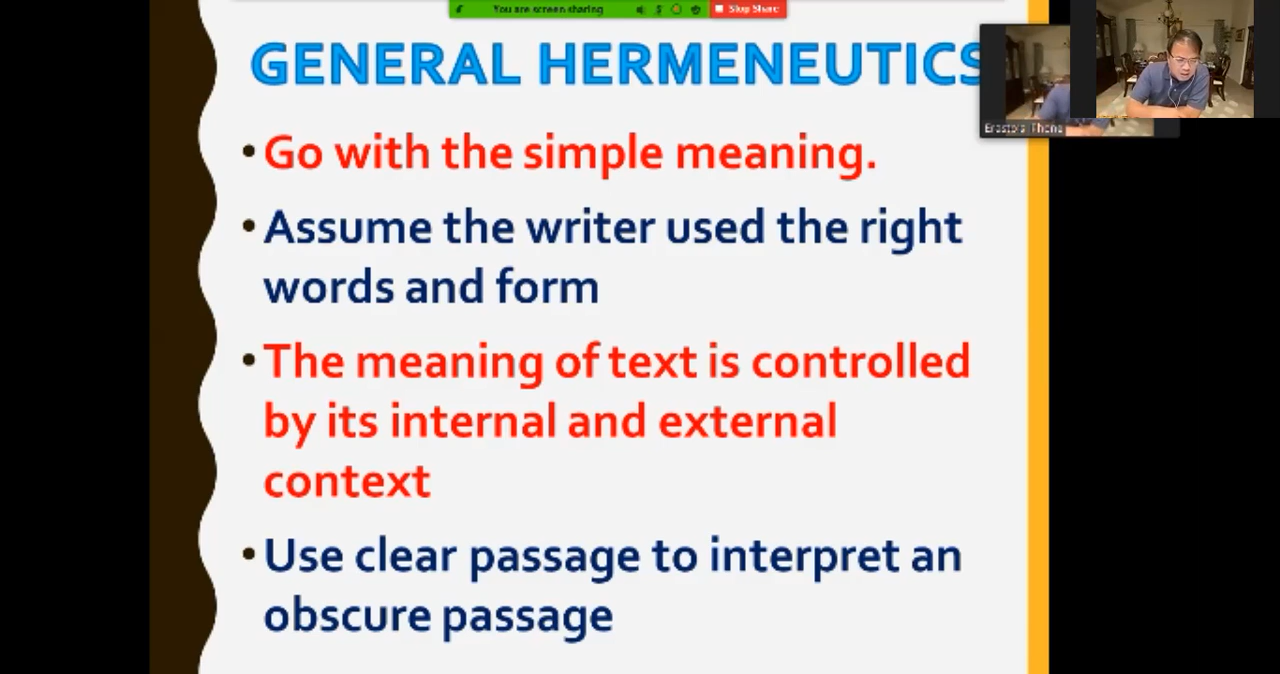 You are screen sharing
Stop Share
GENERAL HERMENEUTICS
• Go with the simple meaning.
• Assume the writer used the right
words and form
• The meaning of text is controlled
by its internal and external
context
• Use clear passage to interpret an
obscure passage